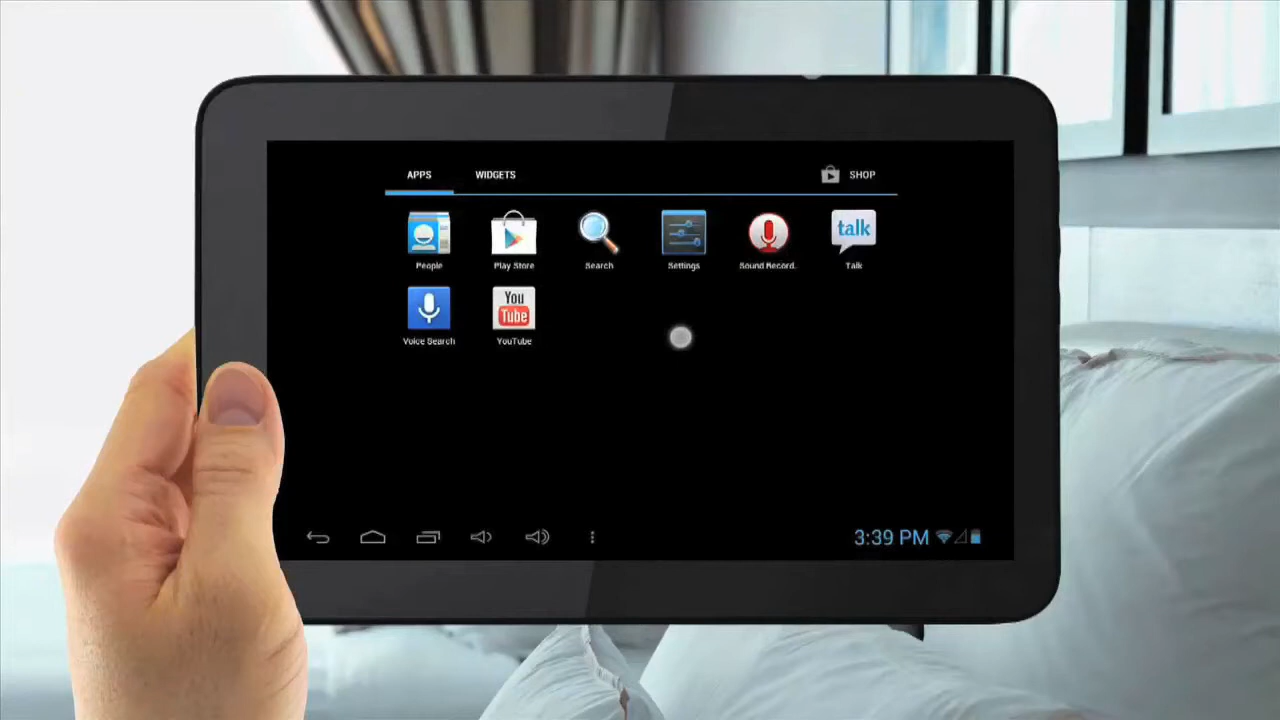 APPS WIDGETS SHOP
talk
People Play Store Search Settings Sound Record. Talk
You
Tube
Voice Search YouTube
3:39 PM